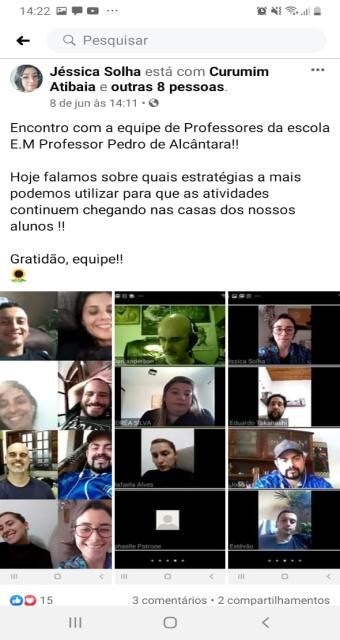 14:22
Pesquisar
Jéssica Solha está com Curumim
Atibaia e outras 8 pessoas.
8 de jun às 14:11 •
Encontro com a equipe de Professores da escola
E.M Professor Pedro de Alcântara!!
Hoje falamos sobre quais estratégias a mais
podemos utilizar para que as atividades
continuem chegando nas casas dos nossos
alunos !!
Gratidão, equipe!!
Jéssica Solha
DRÉA SILVA
Eduardo Takahashi
Rafaela Alves
Estêvão
15
3 comentários • 2 compartilhamentos